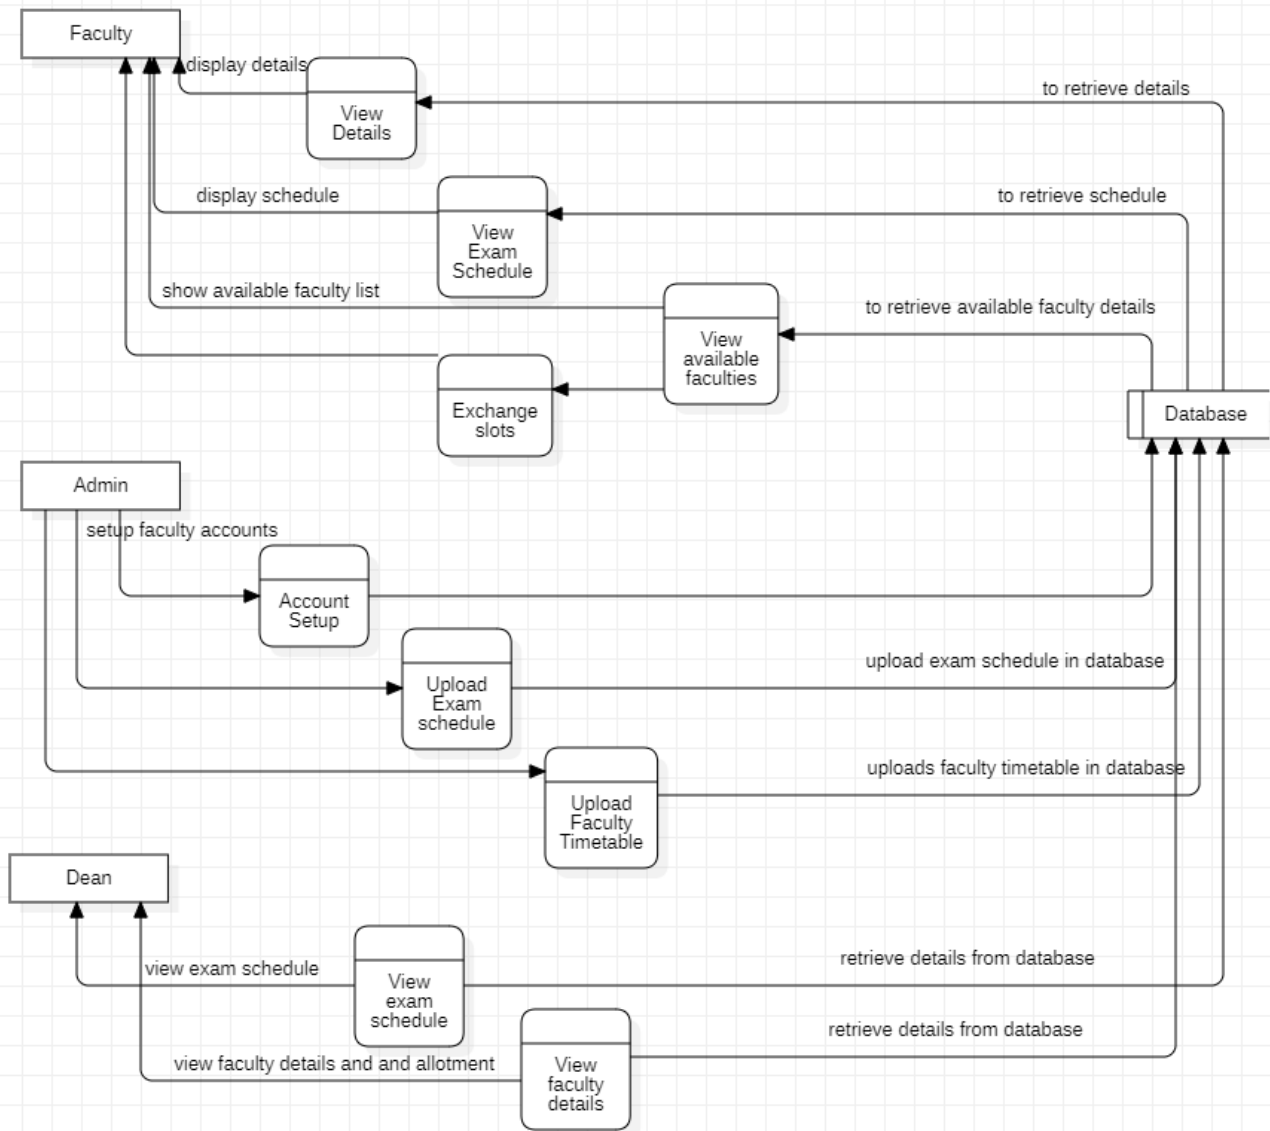 Faculty
display details
to retrieve details
View
Details
display schedule
to retrieve schedule
View
Exam
Schedule
show available faculty list
to retrieve available faculty details
View
available
faculties
Exchange
slots
Database
Admin
setup faculty accounts
Account
Setup
upload exam schedule in database
Upload
Exam
schedule
uploads faculty timetable in database
Upload
Faculty
Timetable
Dean
view exam schedule
retrieve details from database
View
exam
schedule
retrieve details from database
view faculty details and and allotment
View
faculty
details